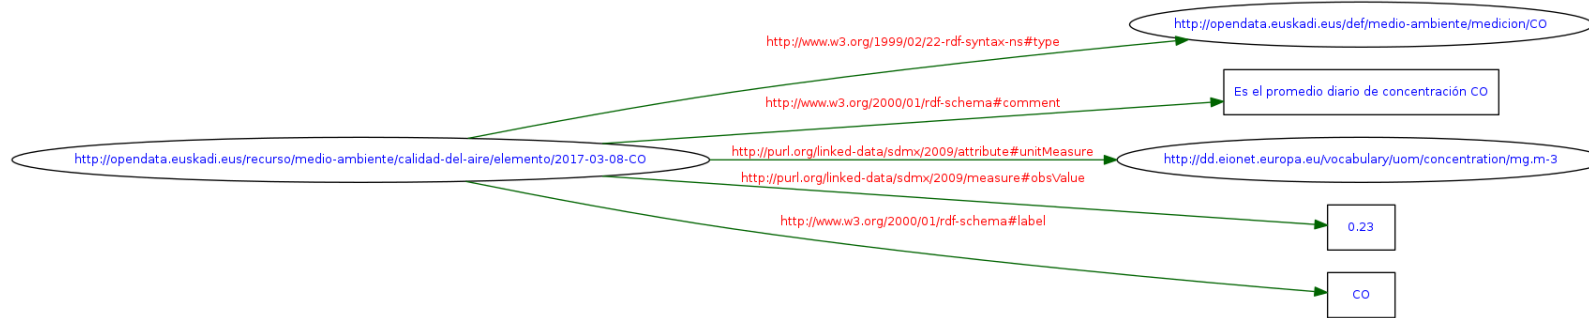 http://opendata.euskadi.eus/def/medio-ambiente/medicion/CO
http://www.w3.org/1999/02/22-rdf-syntax-ns#type
Es el promedio diario de concentración CO
http://www.w3.org/2000/01/rdf-schema#comment
http://opendata.euskadi.eus/recurso/medio-ambiente/calidad-del-aire/elemento/2017-03-08-CO
http://purl.org/linked-data/sdmx/2009/attribute#unitMeasure
http://dd.eionet.europa.eu/vocabulary/uom/concentration/mg.m-3
http://purl.org/linked-data/sdmx/2009/measure#obsValue
http://www.w3.org/2000/01/rdf-schema#label
0.23
CO